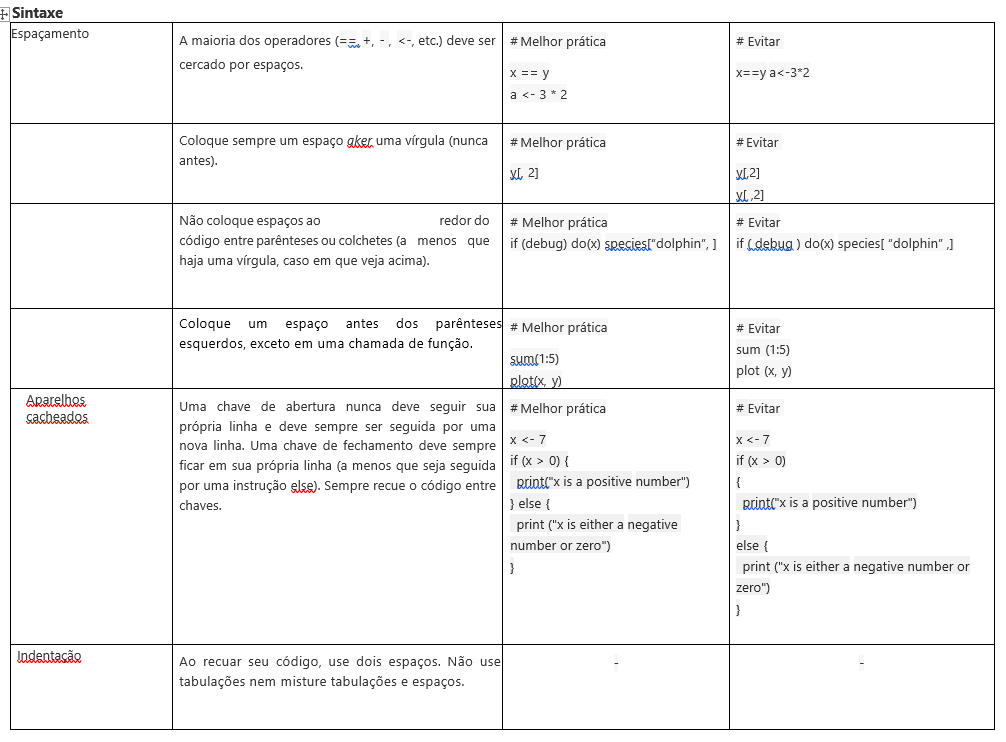 Sintaxe
Espaçamento
A maioria dos operadores (==, +, - , <-, etc.) deve ser
cercado por espaços.
# Melhor prática
x == y
a <- 3 * 2
# Evitar
x==y a<-3*2
Coloque sempre um espaço aker uma vírgula (nunca
antes).
# Melhor prática
y[, 2]
# Evitar
y[,2]
y[ ,2]
Não coloque espaços ao redor do
código entre parênteses ou colchetes (a menos que
haja uma vírgula, caso em que veja acima).
# Melhor prática
if (debug) do(x) species["dolphin", ]
# Evitar
if ( debug ) do(x) species[ "dolphin" ,]
Coloque um espaço antes dos parênteses
esquerdos, exceto em uma chamada de função.
# Melhor prática
sum(1:5)
plot(x, y)
# Evitar
sum (1:5)
plot (x, y)
Aparelhos
cacheados
Uma chave de abertura nunca deve seguir sua
própria linha e deve sempre ser seguida por uma
nova linha. Uma chave de fechamento deve sempre
ficar em sua própria linha (a menos que seja seguida
por uma instrução else). Sempre recue o código entre
chaves.
# Melhor prática
x <- 7
if (x > 0) {
print("x is a positive number")
} else {
print ("x is either a negative
number or zero")
}
# Evitar
x <- 7
if (x > 0)
{
print("x is a positive number")
}
else {
print ("x is either a negative number or
zero")
}
Indentação
Ao recuar seu código, use dois espaços. Não use
tabulações nem misture tabulações e espaços.
-
-